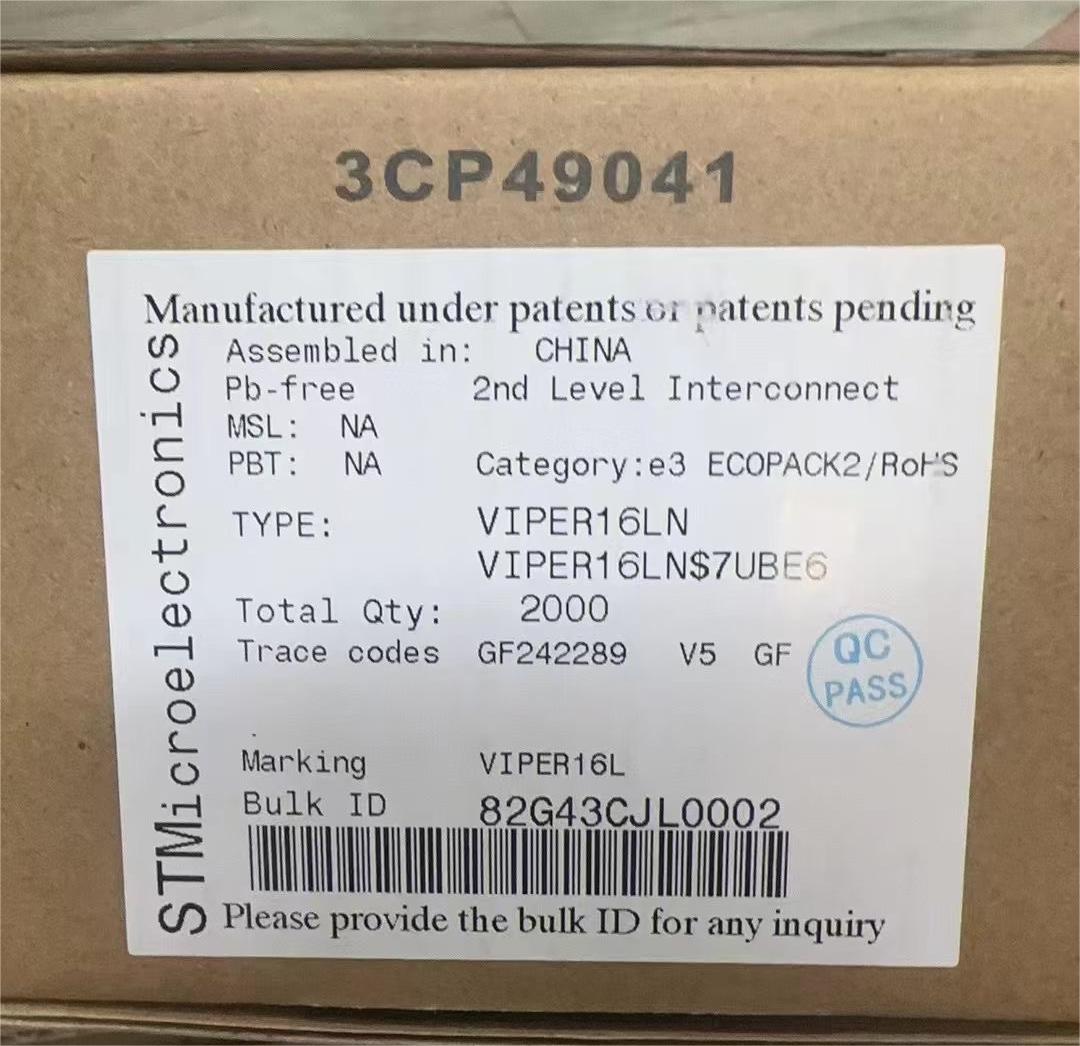 3CP49041
Manufactured under patents or patents pending
STMicroelectronics
Assembled in: CHINA
Pb-free 2nd Level Interconnect
MSL: NA
PBT: NA Category:e3 ECOPACK2/RoHS
TYPE: VIPER16LN
VIPER16LN$7UBE6
Total Qty: 2000
Trace codes GF242289 V5 GF
QC
PASS
Marking VIPER16L
Bulk ID 82G43CJL0002
Please provide the bulk ID for any inquiry